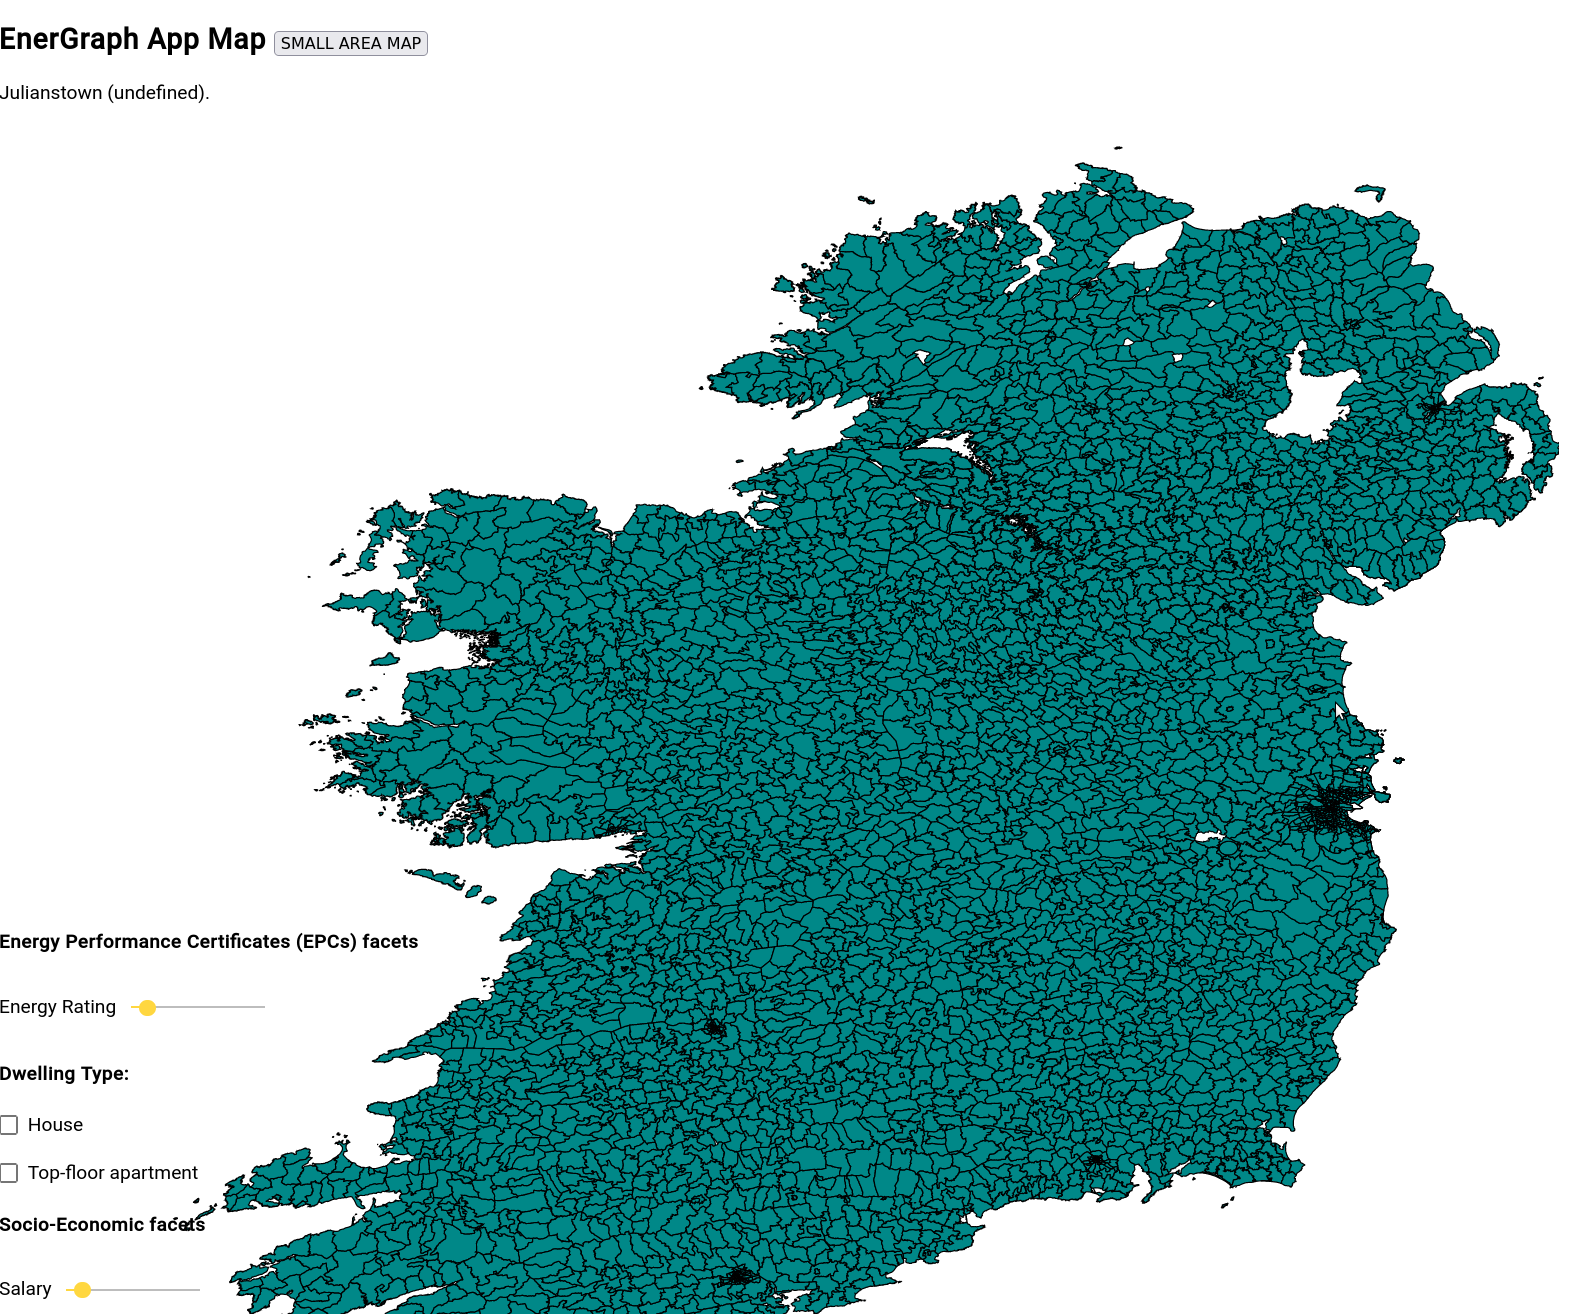 EnerGraph App Map SMALL AREA MAP
Julianstown (undefined).
Energy Performance Certificates (EPCs) facets
Energy Rating
Dwelling Type:
House
Top-floor apartment
Socio-Economic facets
Salary